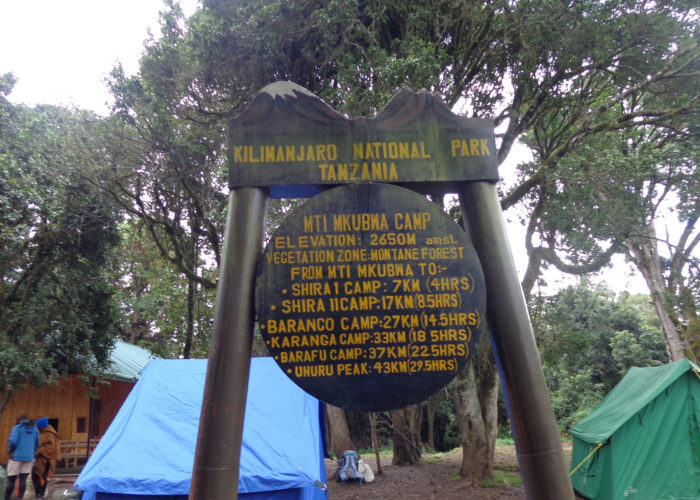 KILIMANJARO NATIONAL PARK
TANZANIA
MTI MKUBWA CAMP
ELEVATION: 2650M amsL
VEGETATION ZONE:MONTANE FOREST
FROM MTI MKUBWA TO:-
• SHIRA I CAMP: 7KM (4HRS)
• SHIRA II CAMP:17KM(8.5HRS)
BARANCO CAMP:27KM(14.5HRS)
•KARANGA CAMP:33KM(18.5HRS)
•BARAFU CAMP: 37KM(22.5HRS)
•UHURU PEAK:43KM(29.5HRS)